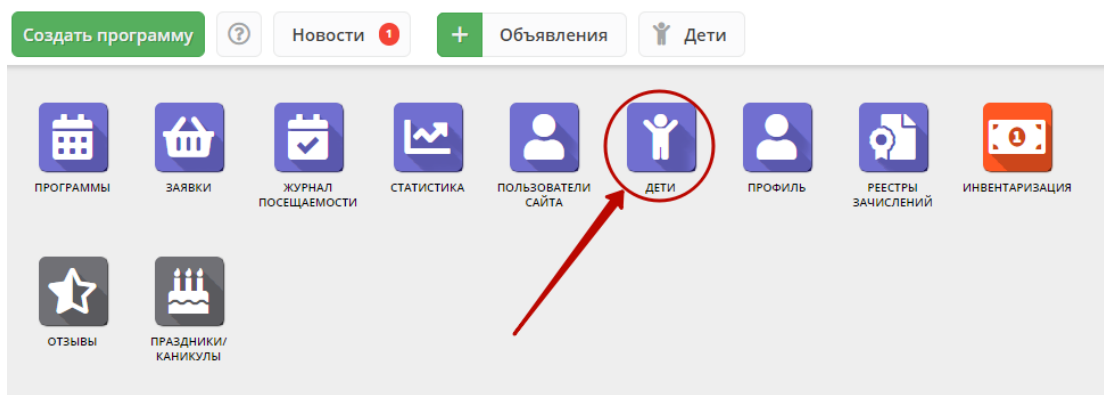 Создать программу
?
Новости 1
+ Объявления
Дети
ПРОГРАММЫ
ЗАЯВКИ
ЖУРНАЛ
ПОСЕЩАЕМОСТИ
СТАТИСТИКА
ПОЛЬЗОВАТЕЛИ
САЙТА
ДЕТИ
ПРОФИЛЬ
РЕЕСТРЫ
ЗАЧИСЛЕНИЙ
1
ИНВЕНТАРИЗАЦИЯ
ОТЗЫВЫ
ПРАЗДНИКИ/
КАНИКУЛЫ